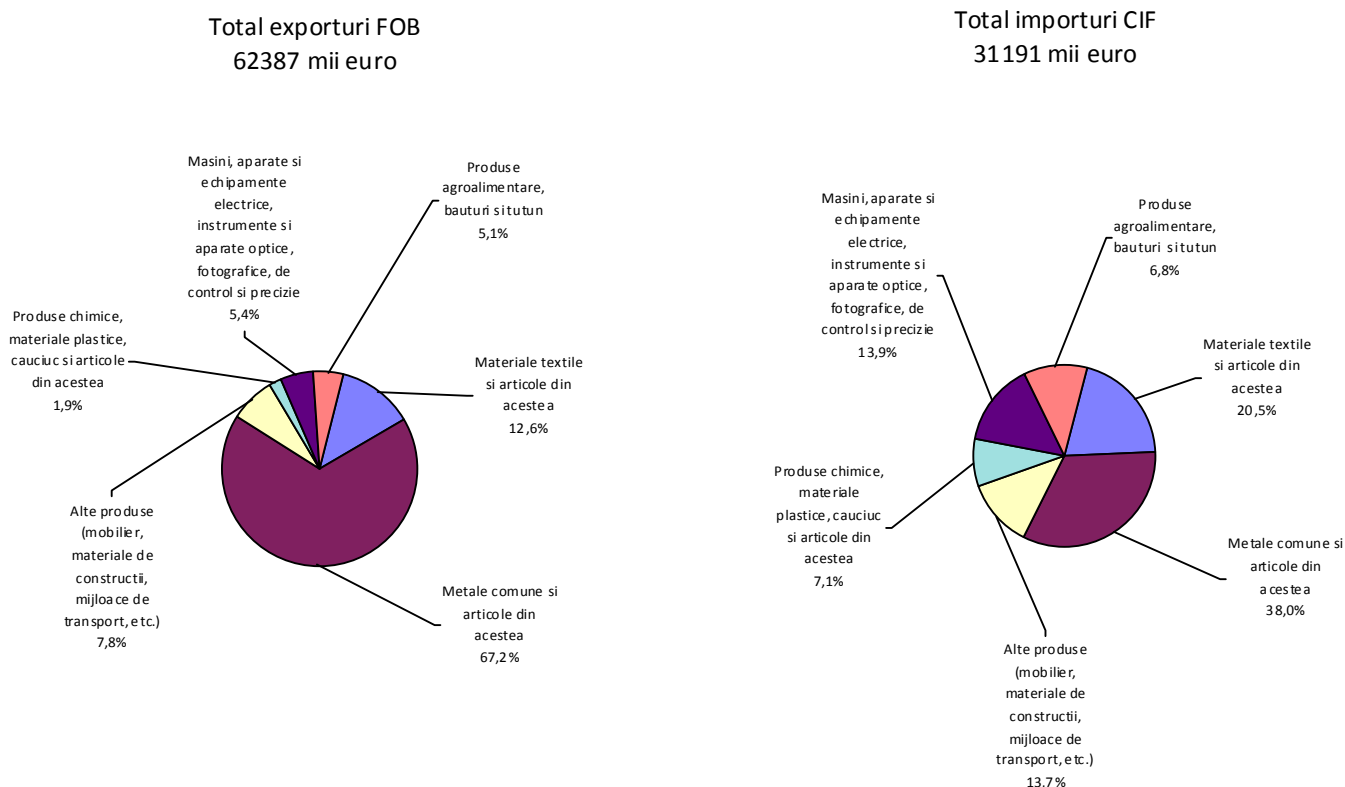 Total exporturi FOB
62387 mii euro
Masini, aparate si
echipamente
electrice,
instrumente si
aparate optice,
fotografice, de
control si precizie
5,4%
Produse
agroalimentare,
bauturi si tutun
5,1%
Produse chimice,
materiale plastice,
cauciuc si articole
din acestea
1,9%
Materiale textile
si articole din
acestea
12,6%
Alte produse
(mobilier,
materiale de
constructii,
mijloace de
transport, etc.)
7,8%
Metale comune si
articole din
acestea
67,2%
Total importuri CIF
31191 mii euro
Masini, aparate si
echipamente
electrice,
instrumente si
aparate optice,
fotografice, de
control si precizie
13,9%
Produse
agroalimentare,
bauturi si tutun
6,8%
Materiale textile
si articole din
acestea
20,5%
Produse chimice,
materiale
plastice, cauciuc
si articole din
acestea
7,1%
Metale comune si
articole din
acestea
38,0%
Alte produse
(mobilier,
materiale de
constructii,
mijloace de
transport, etc.)
13,7%